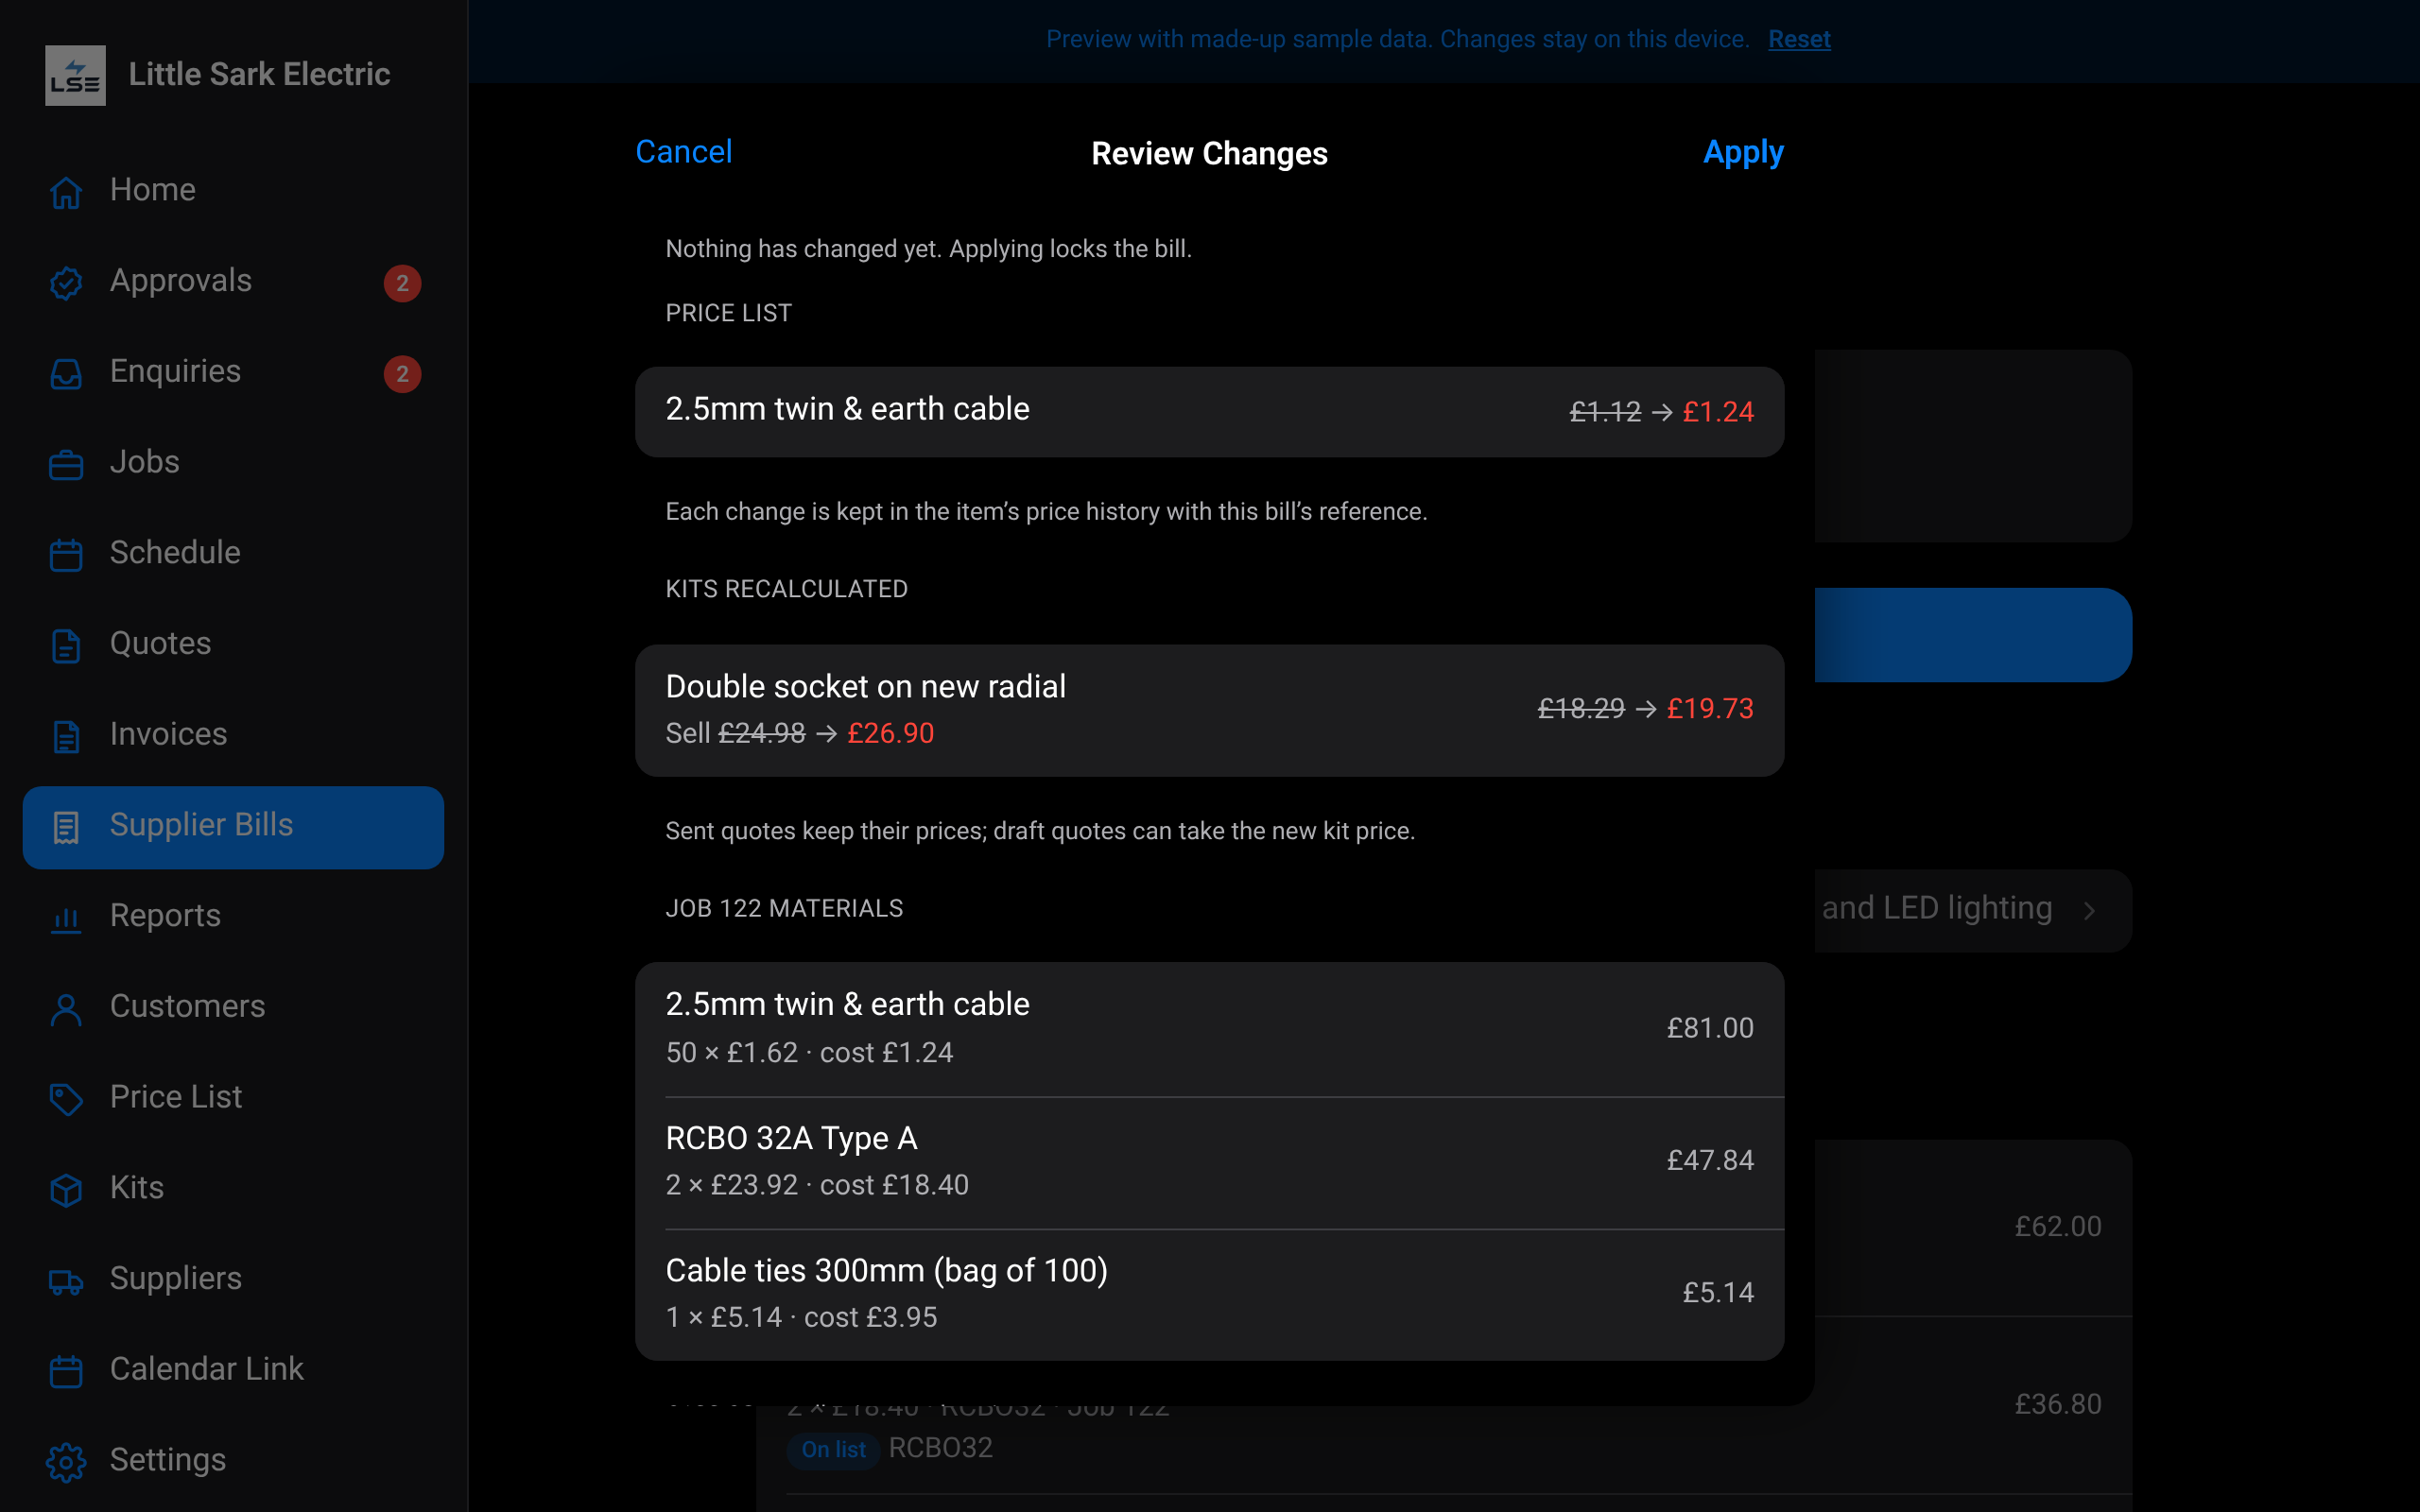 LSE
Little Sark Electric
Home
Approvals 2
Enquiries 2
Jobs
Schedule
Quotes
Invoices
Supplier Bills
Reports
Customers
Price List
Kits
Suppliers
Calendar Link
Settings
Preview with made-up sample data. Changes stay on this device. Reset
Cancel Review Changes Apply
Nothing has changed yet. Applying locks the bill.
PRICE LIST
2.5mm twin & earth cable £1.12 → £1.24
Each change is kept in the item’s price history with this bill’s reference.
KITS RECALCULATED
Double socket on new radial £18.29 → £19.73
Sell £24.98 → £26.90
Sent quotes keep their prices; draft quotes can take the new kit price.
JOB 122 MATERIALS
2.5mm twin & earth cable £81.00
50 × £1.62 · cost £1.24
RCBO 32A Type A £47.84
2 × £23.92 · cost £18.40
Cable ties 300mm (bag of 100) £5.14
1 × £5.14 · cost £3.95
and LED lighting
£62.00
£36.80
2 × £18.40 · RCBO32 · Job 122
On list RCBO32